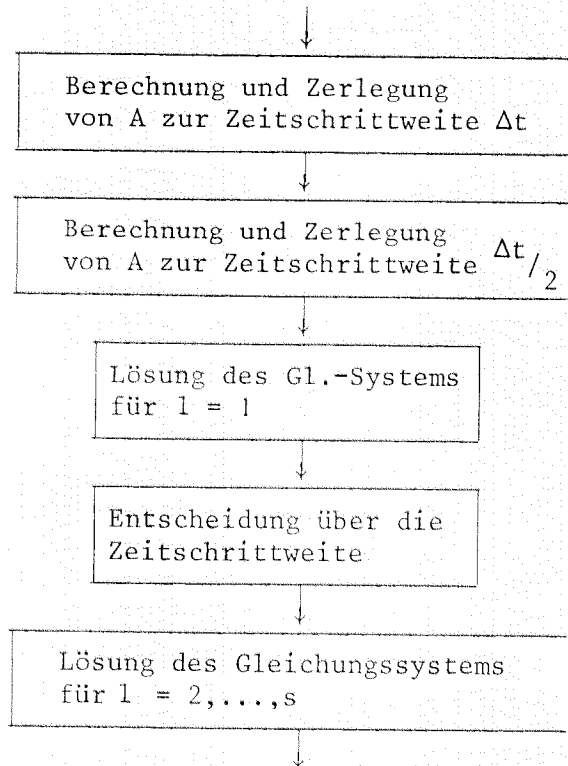 Berechnung und Zerlegung
von A zur Zeitschrittweite Δt
Berechnung und Zerlegung
von A zur Zeitschrittweite Δt/2
Lösung des Gl.-Systems
für l = 1
Entscheidung über die
Zeitschrittweite
Lösung des Gleichungssystems
für l = 2,...,s